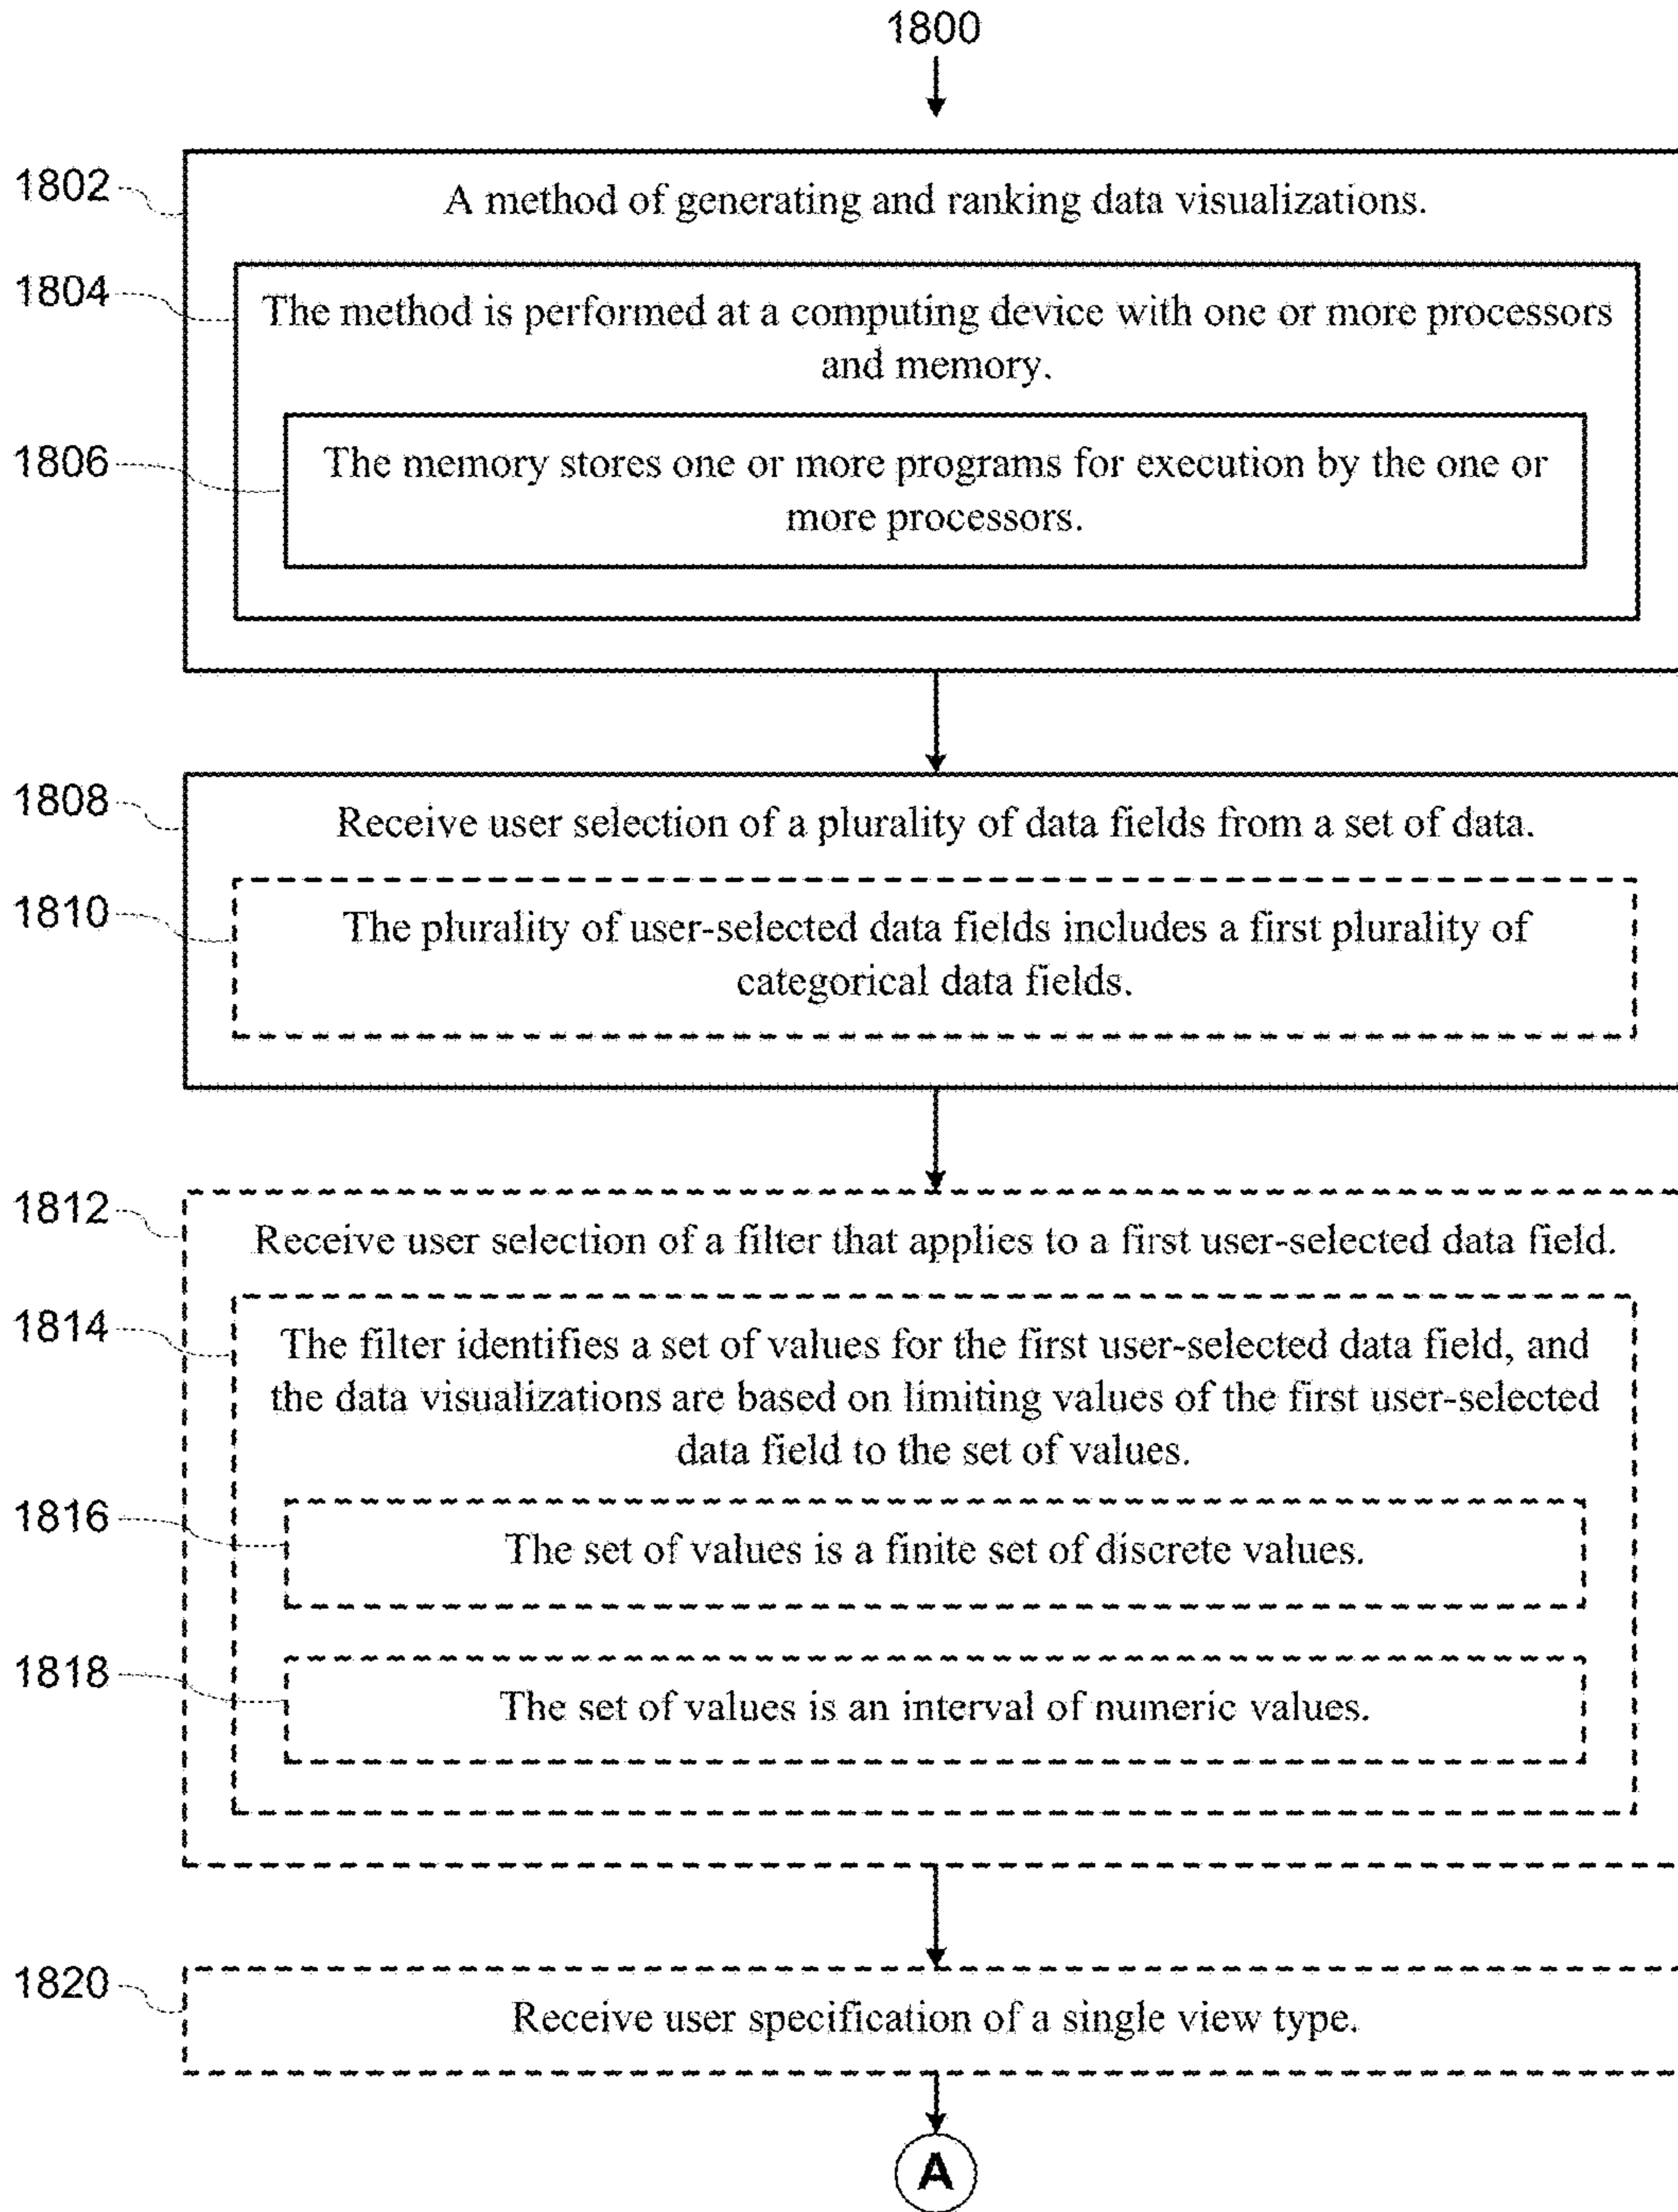 1800
1802
A method of generating and ranking data visualizations.
1804
The method is performed at a computing device with one or more processors
and memory.
1806
The memory stores one or more programs for execution by the one or
more processors.
1808
Receive user selection of a plurality of data fields from a set of data.
1810
The plurality of user-selected data fields includes a first plurality of
categorical data fields.
1812
Receive user selection of a filter that applies to a first user-selected data field.
1814
The filter identifies a set of values for the first user-selected data field, and
the data visualizations are based on limiting values of the first user-selected
data field to the set of values.
1816
The set of values is a finite set of discrete values.
1818
The set of values is an interval of numeric values.
1820
Receive user specification of a single view type.
A